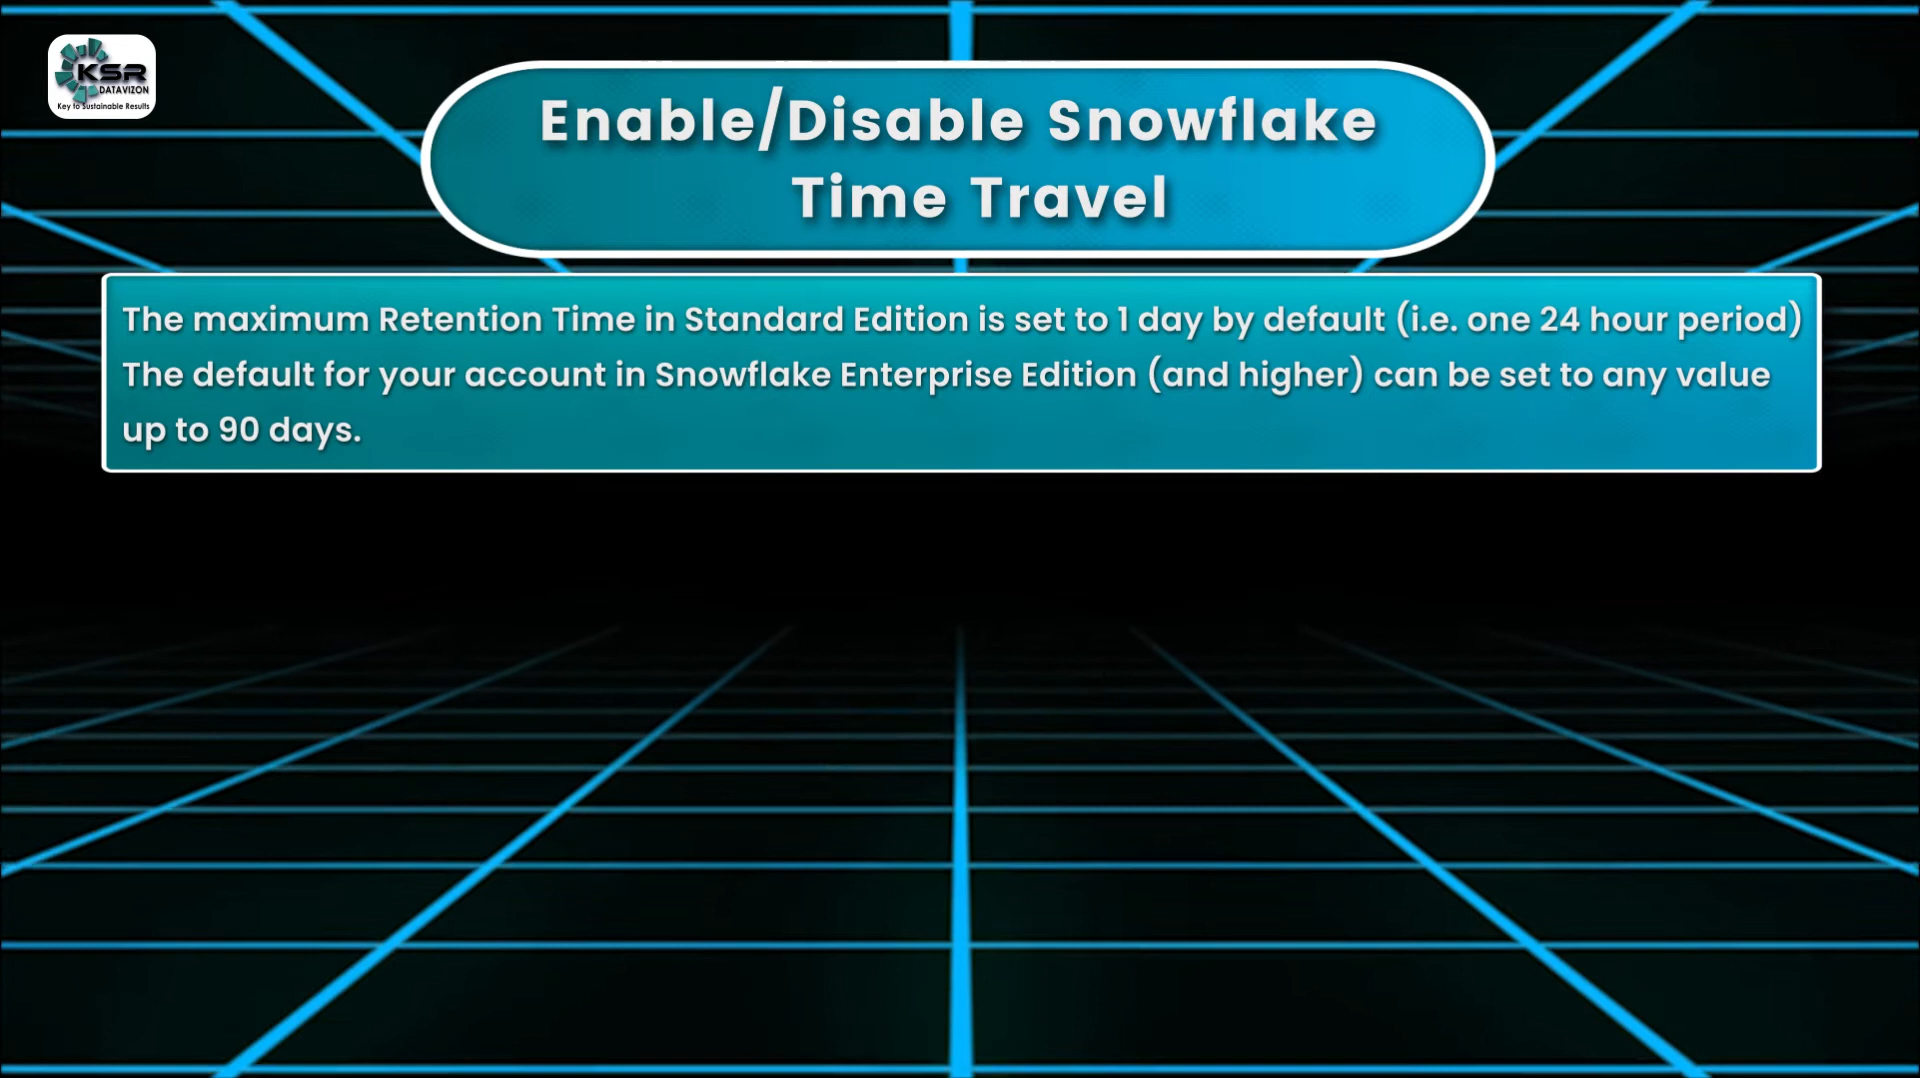 KSR
DATAVIZON
Key to Sustainable Results
Enable/Disable Snowflake
Time Travel
The maximum Retention Time in Standard Edition is set to 1 day by default (i.e. one 24 hour period)
The default for your account in Snowflake Enterprise Edition (and higher) can be set to any value
up to 90 days.